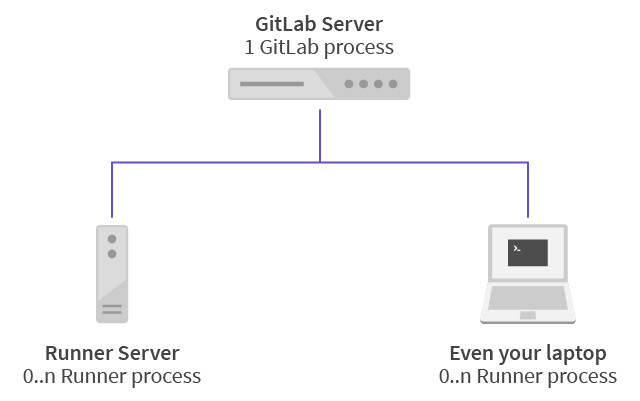 GitLab Server
1 GitLab process
Runner Server
0..n Runner process
Even your laptop
0..n Runner process